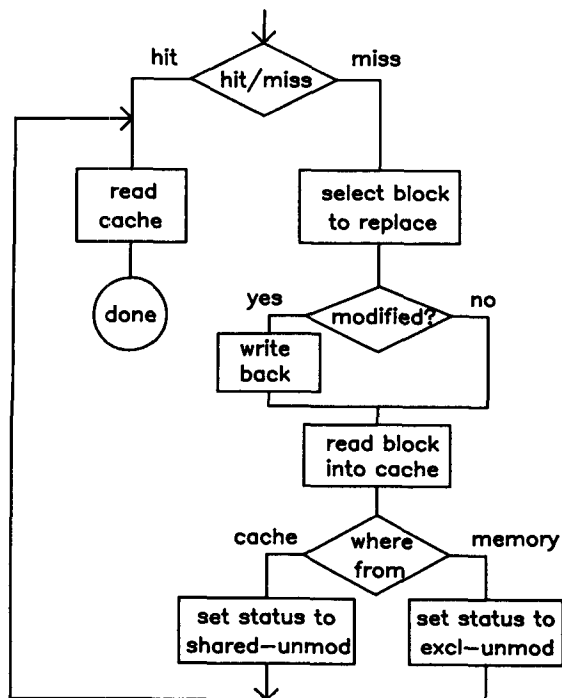 hit
miss
hit/miss
read
cache
select block
to replace
done
yes
no
modified?
write
back
read block
into cache
cache
memory
where
from
set status to
shared-unmod
set status to
excl-unmod